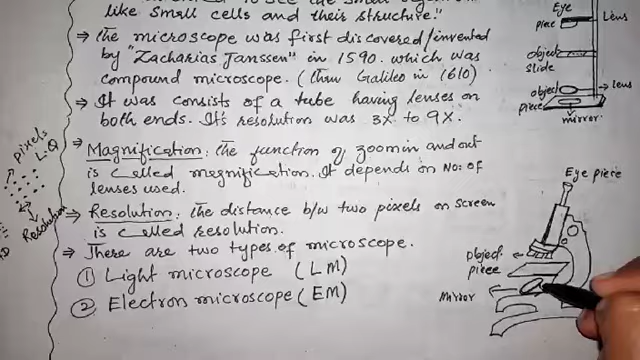 like small cells and their structure."
→ The microscope was first discovered/invented
by "Zacharias Janssen" in 1590. which was
compound microscope. (then Galileo in 1610)
→ It was consists of a tube having lenses on
both ends. It's resolution was 3X to 9X.
→ Magnification: The function of zoomin and out
is called magnification. It depends on No: of
lenses used.
→ Resolution: The distance b/w two pixels on screen
is called resolution.
→ There are two types of microscope.
① Light microscope (LM)
② Electron microscope (EM)
pixels
L.Q
Resolution
Eye
piece
Lens
object
slide
object
piece
lens
mirror
Eye piece
object
piece
Mirror